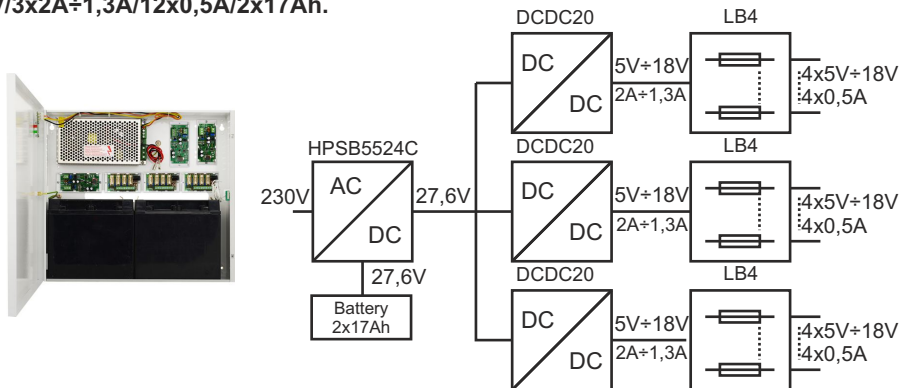 /3x2A÷1,3A/12x0,5A/2x17Ah.
DCDC20
LB4
DC
DC
5V÷18V
2A÷1,3A
4x5V÷18V
4x0,5A
HPSB5524C
230V
AC
DC
27,6V
27,6V
Battery
2x17Ah
DCDC20
LB4
DC
DC
5V÷18V
2A÷1,3A
4x5V÷18V
4x0,5A
DCDC20
LB4
DC
DC
5V÷18V
2A÷1,3A
4x5V÷18V
4x0,5A